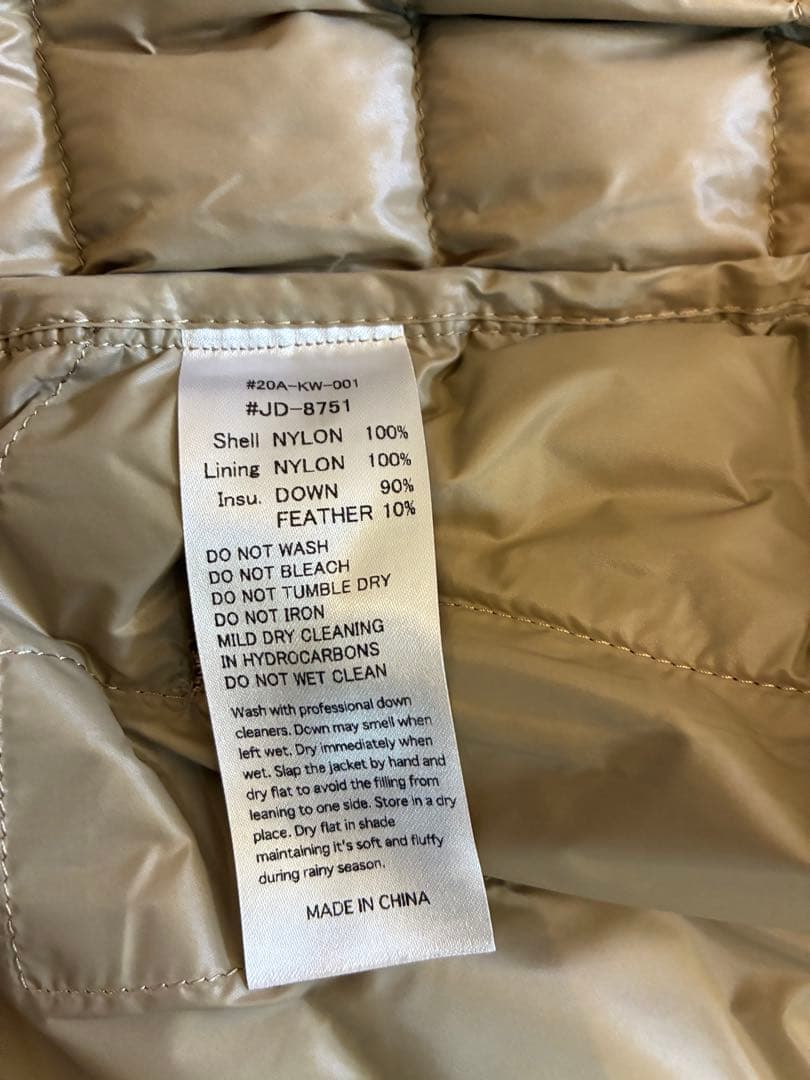 #20A-KW-001
#JD-8751
Shell NYLON 100%
Lining NYLON 100%
Insu. DOWN 90%
FEATHER 10%
DO NOT WASH
DO NOT BLEACH
DO NOT TUMBLE DRY
DO NOT IRON
MILD DRY CLEANING
IN HYDROCARBONS
DO NOT WET CLEAN
Wash with professional down
cleaners. Down may smell when
left wet. Dry immediately when
wet. Slap the jacket by hand and
dry flat to avoid the filling from
leaning to one side. Store in a dry
place. Dry flat in shade
maintaining it's soft and fluffy
during rainy season.
MADE IN CHINA